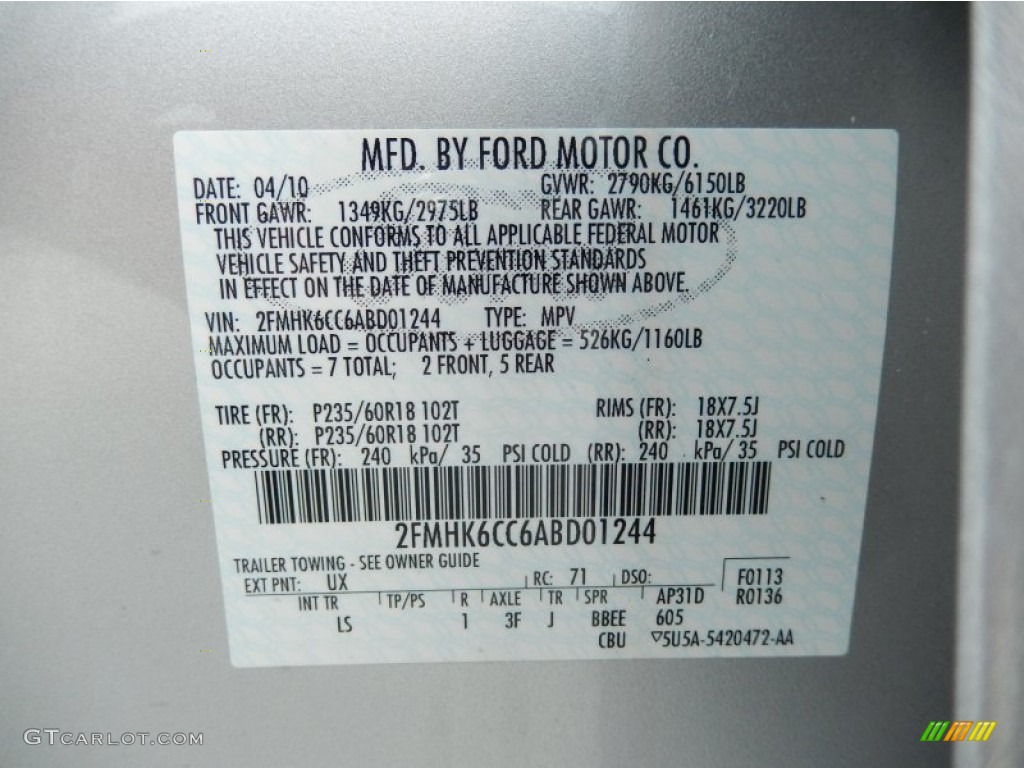 MFD. BY FORD MOTOR CO.
DATE: 04/10 GVWR: 2790KG/6150LB
FRONT GAWR: 1349KG/2975LB REAR GAWR: 1461KG/3220LB
THIS VEHICLE CONFORMS TO ALL APPLICABLE FEDERAL MOTOR
VEHICLE SAFETY AND THEFT PREVENTION STANDARDS
IN EFFECT ON THE DATE OF MANUFACTURE SHOWN ABOVE.
VIN: 2FMHK6CC6ABD01244 TYPE: MPV
MAXIMUM LOAD = OCCUPANTS + LUGGAGE = 526KG/1160LB
OCCUPANTS = 7 TOTAL; 2 FRONT, 5 REAR
TIRE (FR): P235/60R18 102T RIMS (FR): 18X7.5J
(RR): P235/60R18 102T (RR): 18X7.5J
PRESSURE (FR): 240 kPa/ 35 PSI COLD (RR): 240 kPa/ 35 PSI COLD
2FMHK6CC6ABD01244
TRAILER TOWING - SEE OWNER GUIDE
EXT PNT: UX RC: 71 DSO: F0113
INT TR TP/PS R AXLE TR SPR AP31D R0136
LS 1 3F J BBEE 605
CBU ▽5U5A-5420472-AA
GTCARLOT.COM